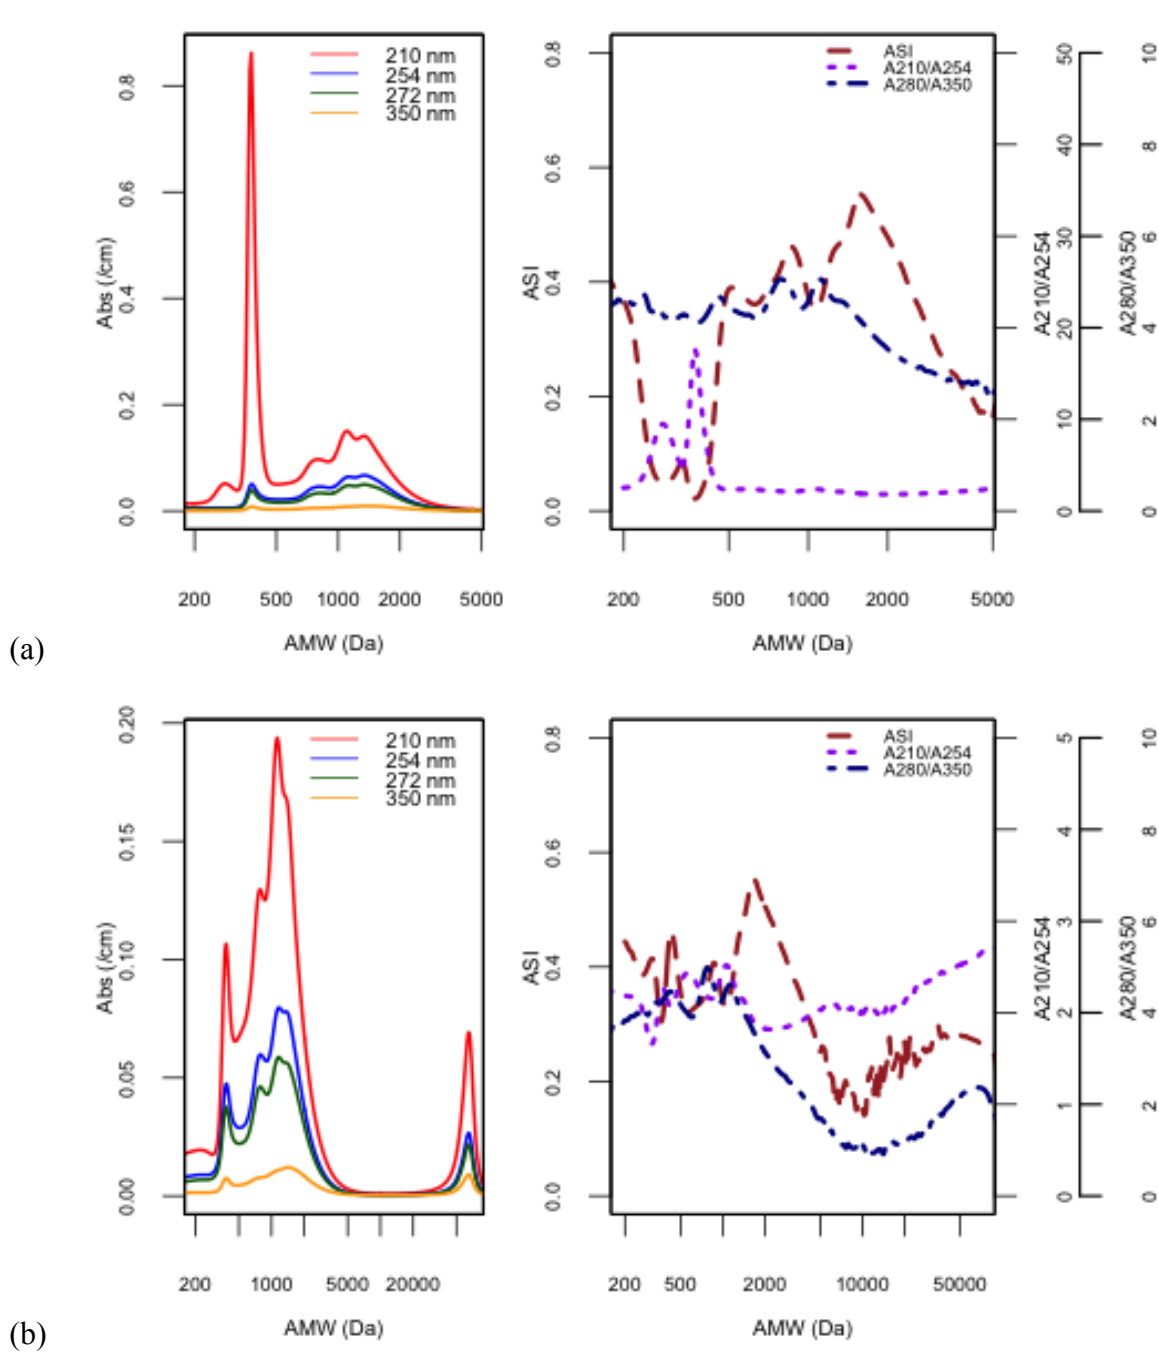 210 nm
254 nm
272 nm
350 nm
Abs (/cm)
0.0
0.2
0.4
0.6
0.8
200
500
1000
2000
5000
AMW (Da)
ASI
A210/A254
A280/A350
ASI
0.0
0.2
0.4
0.6
0.8
A210/A254
0
10
20
30
40
50
A280/A350
0
2
4
6
8
10
200
500
1000
2000
5000
AMW (Da)
(a)
210 nm
254 nm
272 nm
350 nm
Abs (/cm)
0.00
0.05
0.10
0.15
0.20
200
1000
5000
20000
AMW (Da)
ASI
A210/A254
A280/A350
ASI
0.0
0.2
0.4
0.6
0.8
A210/A254
0
1
2
3
4
5
A280/A350
0
2
4
6
8
10
200
500
2000
10000
50000
AMW (Da)
(b)